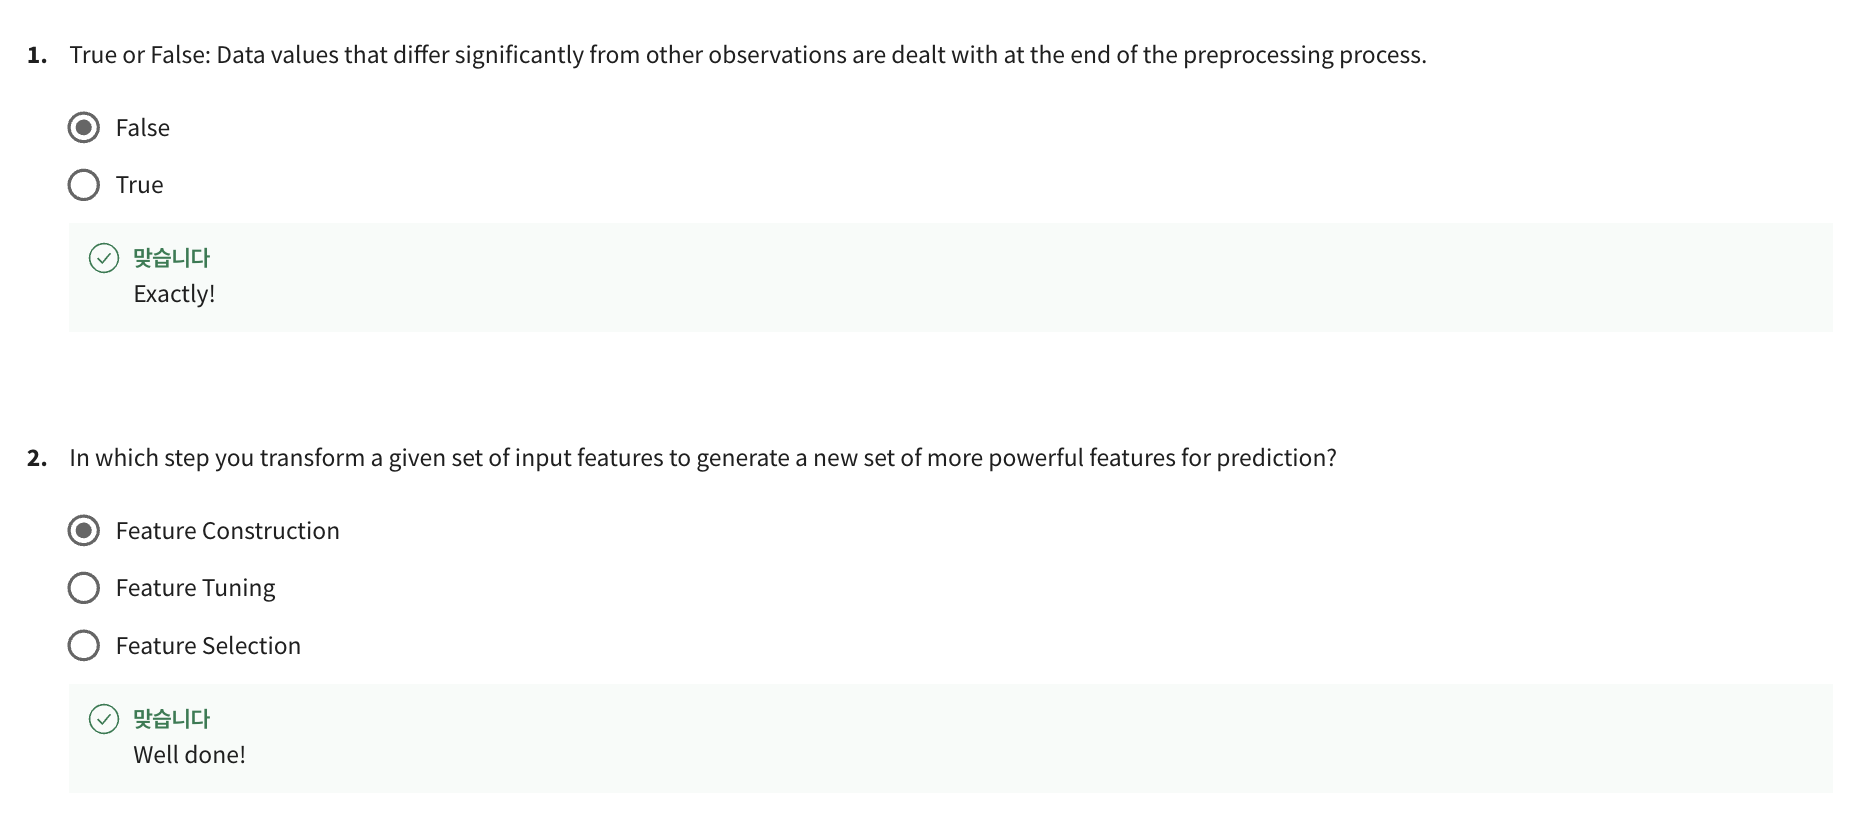 1. True or False: Data values that differ significantly from other observations are dealt with at the end of the preprocessing process.
False
True
맞습니다
Exactly!
2. In which step you transform a given set of input features to generate a new set of more powerful features for prediction?
Feature Construction
Feature Tuning
Feature Selection
맞습니다
Well done!